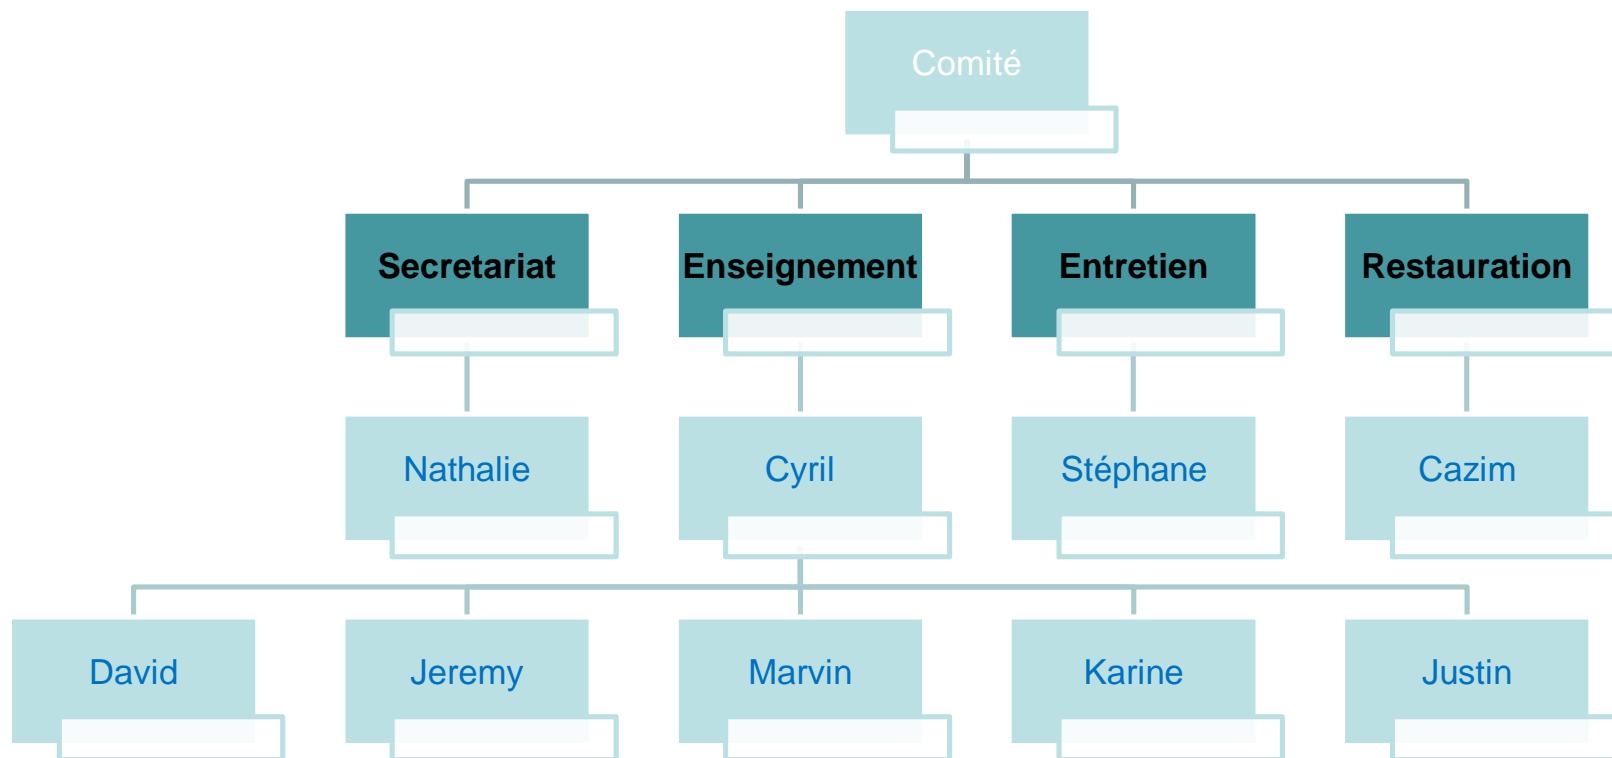 Comité
Secretariat
Enseignement
Entretien
Restauration
Nathalie
Cyril
Stéphane
Cazim
David
Jeremy
Marvin
Karine
Justin